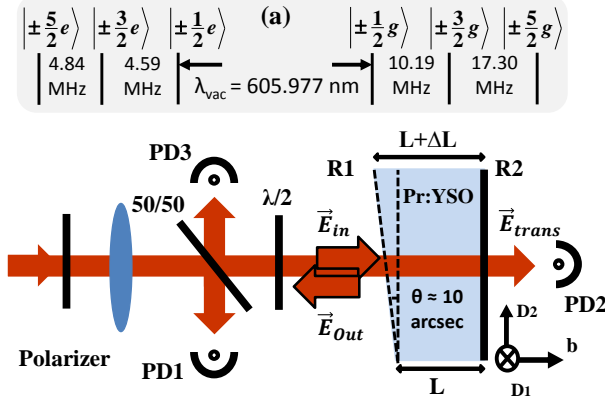 (a)
|±5/2 e⟩ |±3/2 e⟩ |±1/2 e⟩ |±1/2 g⟩ |±3/2 g⟩ |±5/2 g⟩
4.84 MHz
4.59 MHz
λvac = 605.977 nm
10.19 MHz
17.30 MHz
L+ΔL
PD3
R1
R2
50/50
λ/2
Pr:YSO
E⃗in
E⃗trans
E⃗Out
θ ≈ 10
arcsec
PD2
D2
b
D1
Polarizer
PD1
L